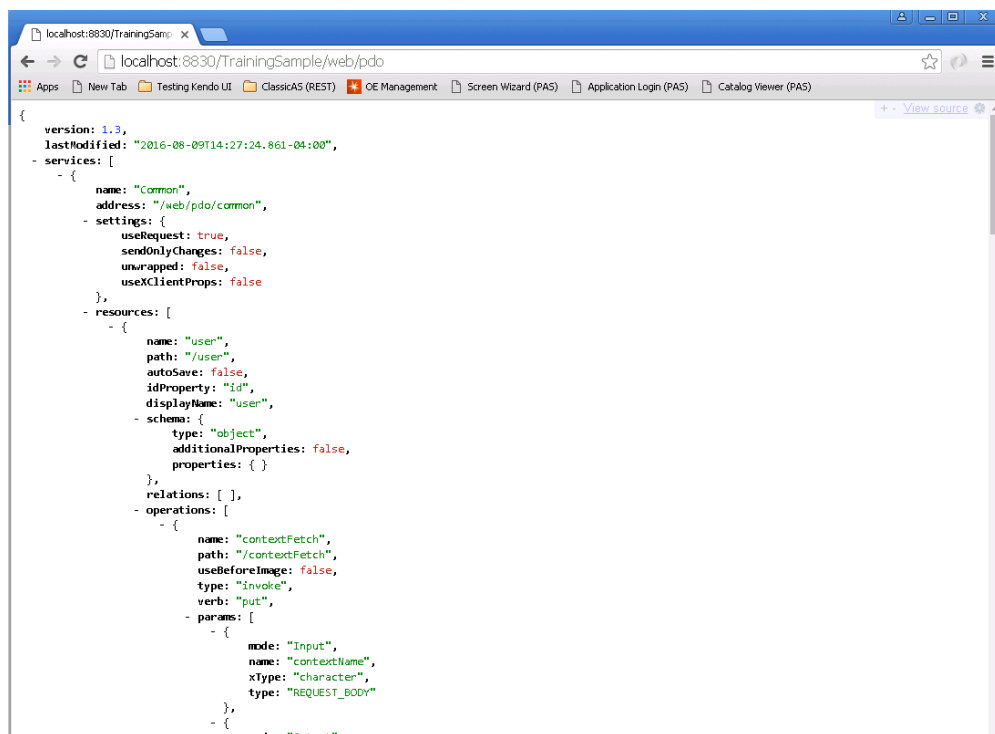 localhost:8830/TrainingSamp
localhost:8830/TrainingSample/web/pdo
Apps New Tab Testing Kendo UI ClassicAS (REST) OE Management Screen Wizard (PAS) Application Login (PAS) Catalog Viewer (PAS)
+ - View source
{
version: 1.3,
lastModified: "2016-08-09T14:27:24.861-04:00",
- services: [
- {
name: "Common",
address: "/web/pdo/common",
- settings: {
useRequest: true,
sendOnlyChanges: false,
unwrapped: false,
useXClientProps: false
},
- resources: [
- {
name: "user",
path: "/user",
autoSave: false,
idProperty: "id",
displayName: "user",
- schema: {
type: "object",
additionalProperties: false,
properties: { }
},
relations: [ ],
- operations: [
- {
name: "contextFetch",
path: "/contextFetch",
useBeforeImage: false,
type: "invoke",
verb: "put",
- params: [
- {
mode: "Input",
name: "contextName",
xType: "character",
type: "REQUEST_BODY"
},
- {